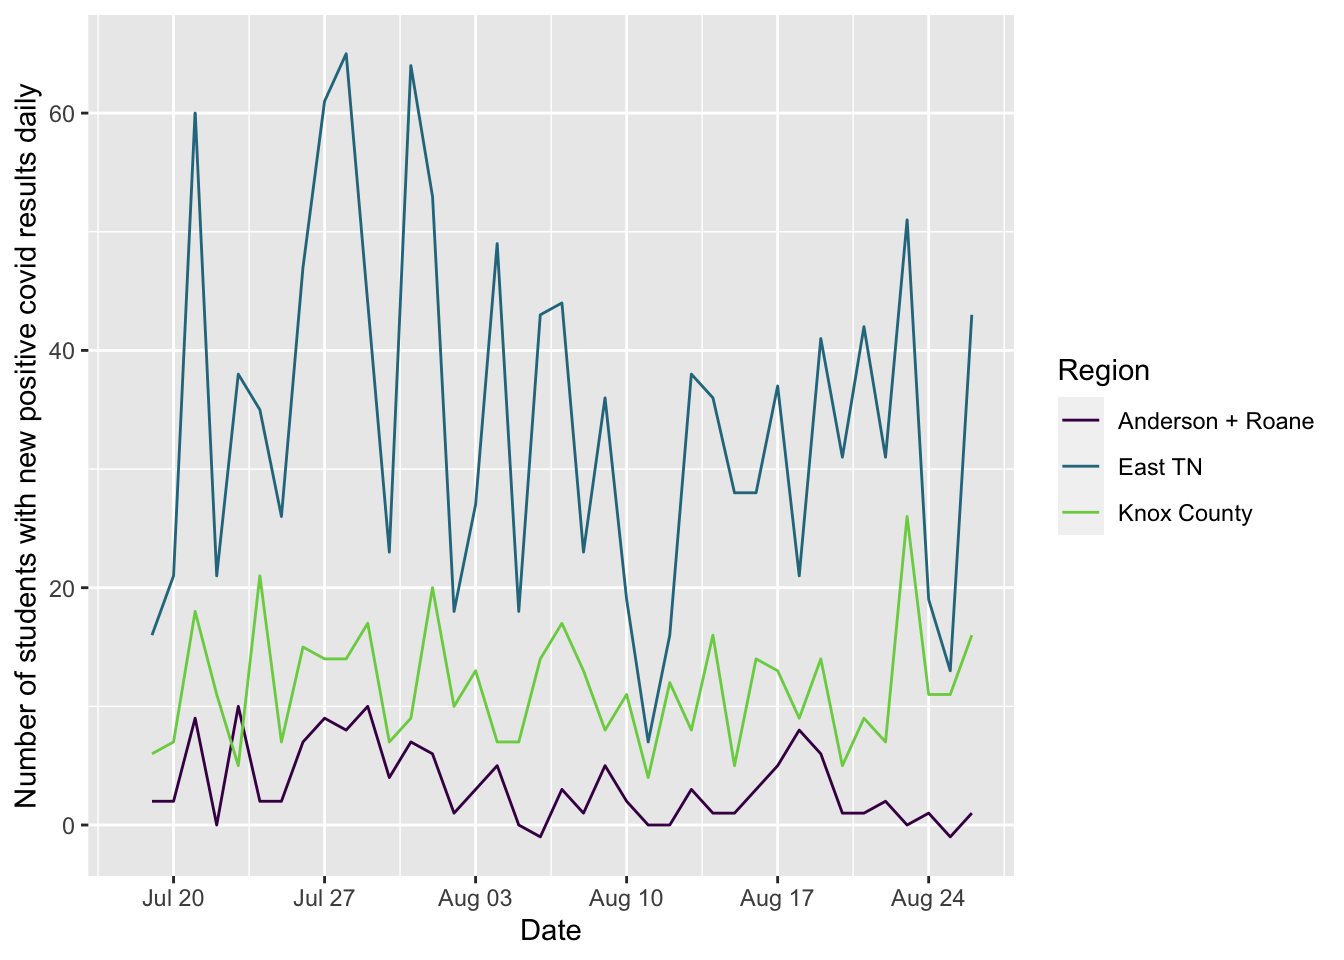 Number of students with new positive covid results daily
60
40
20
0
Jul 20
Jul 27
Aug 03
Aug 10
Aug 17
Aug 24
Date
Region
Anderson + Roane
East TN
Knox County